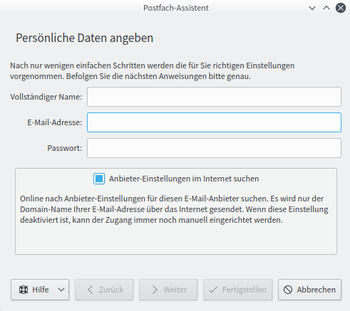 Postfach-Assistent
Persönliche Daten angeben
Nach nur wenigen einfachen Schritten werden die für Sie richtigen Einstellungen
vorgenommen. Befolgen Sie die nächsten Anweisungen bitte genau.
Vollständiger Name:
E-Mail-Adresse:
Passwort:
Anbieter-Einstellungen im Internet suchen
Online nach Anbieter-Einstellungen für diesen E-Mail-Anbieter suchen. Es wird nur der
Domain-Name Ihrer E-Mail-Adresse über das Internet gesendet. Wenn diese Einstellung
deaktiviert ist, kann der Zugang immer noch manuell eingerichtet werden.
Hilfe
Zurück
Weiter
Fertigstellen
Abbrechen